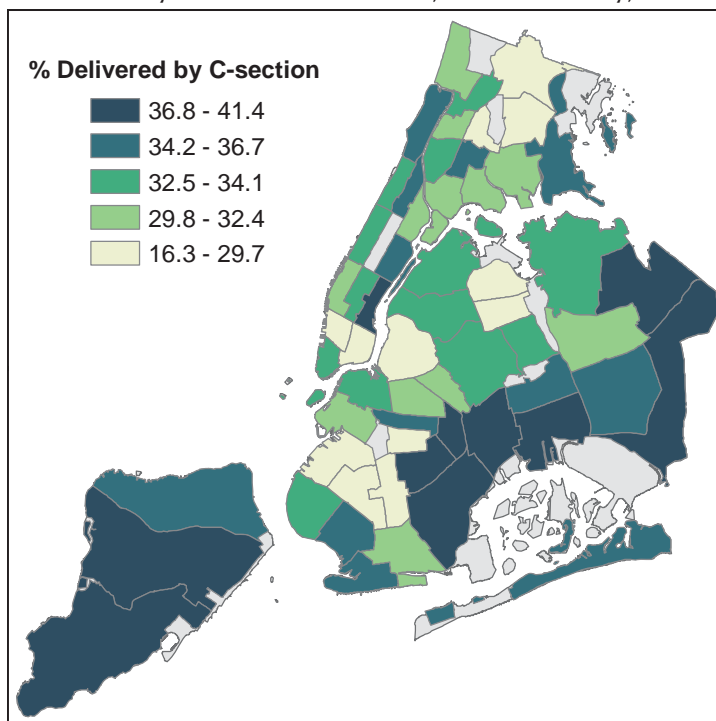 % Delivered by C-section
36.8 - 41.4
34.2 - 36.7
32.5 - 34.1
29.8 - 32.4
16.3 - 29.7